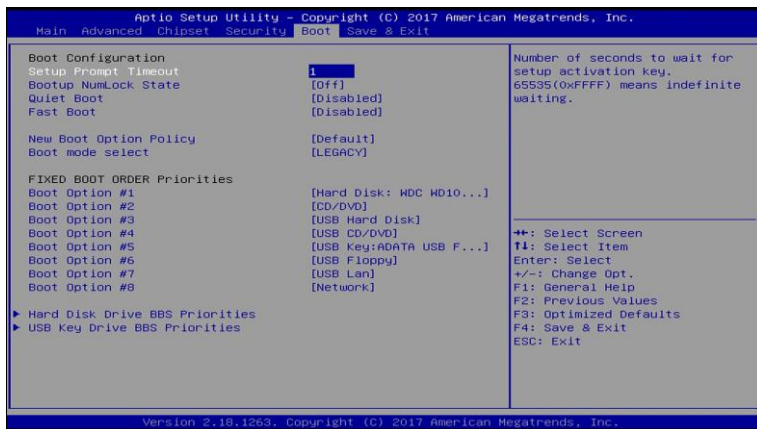 Aptio Setup Utility - Copyright (C) 2017 American Megatrends, Inc.
Main Advanced Chipset Security Boot Save & Exit
Boot Configuration
Setup Prompt Timeout 1
Bootup NumLock State [Off]
Quiet Boot [Disabled]
Fast Boot [Disabled]
New Boot Option Policy [Default]
Boot mode select [LEGACY]
FIXED BOOT ORDER Priorities
Boot Option #1 [Hard Disk: WDC WD10...]
Boot Option #2 [CD/DVD]
Boot Option #3 [USB Hard Disk]
Boot Option #4 [USB CD/DVD]
Boot Option #5 [USB Key:ADATA USB F...]
Boot Option #6 [USB Floppy]
Boot Option #7 [USB Lan]
Boot Option #8 [Network]
▶ Hard Disk Drive BBS Priorities
▶ USB Key Drive BBS Priorities
Number of seconds to wait for
setup activation key.
65535(0xFFFF) means indefinite
waiting.
→←: Select Screen
↑↓: Select Item
Enter: Select
+/-: Change Opt.
F1: General Help
F2: Previous Values
F3: Optimized Defaults
F4: Save & Exit
ESC: Exit
Version 2.18.1263. Copyright (C) 2017 American Megatrends, Inc.